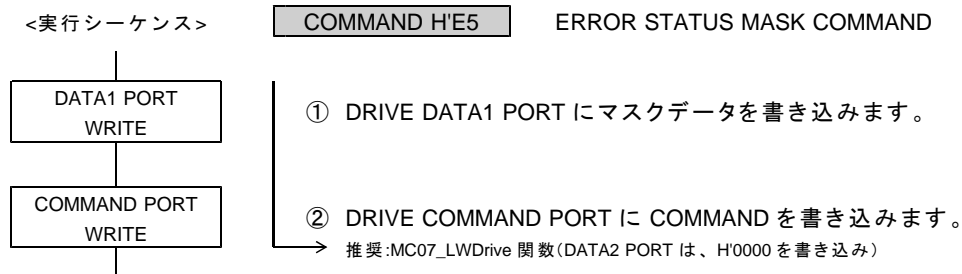 <実行シーケンス>
COMMAND H'E5 ERROR STATUS MASK COMMAND
DATA1 PORT
WRITE
① DRIVE DATA1 PORT にマスクデータを書き込みます。
COMMAND PORT
WRITE
② DRIVE COMMAND PORT に COMMAND を書き込みます。
推奨:MC07_LWDrive 関数(DATA2 PORT は、H'0000 を書き込み)